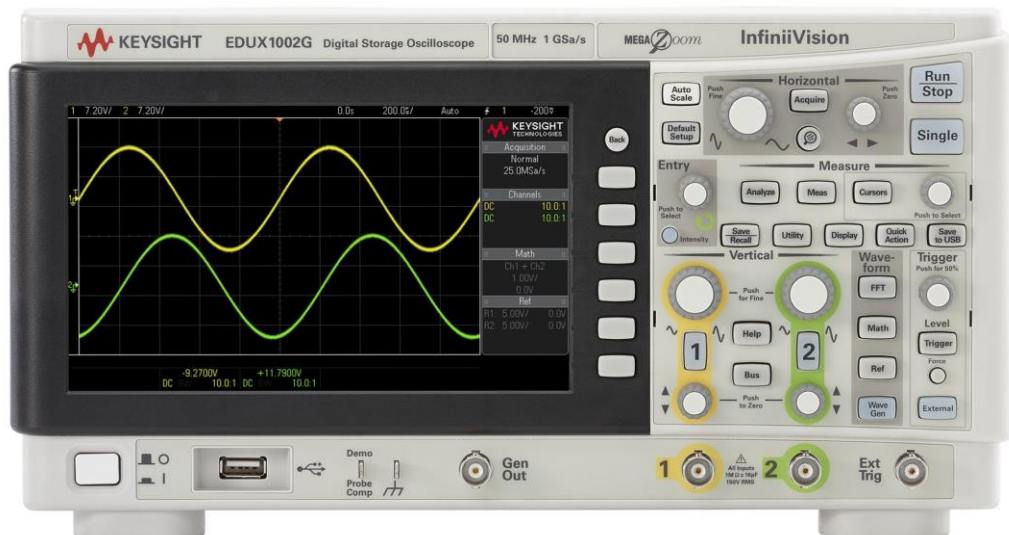 KEYSIGHT EDUX1002G Digital Storage Oscilloscope 50 MHz 1 GSa/s MEGA Zoom InfiniiVision
1 7.20V/ 2 7.20V/ 0.0s Auto 1
KEYSIGHT
TECHNOLOGIES
Acquisition
Normal
25.0MSa/s
Channels
DC 10.0:1
DC 10.0:1
Math
Ch1 + Ch2
1.00V/
0.0V
Ref
R1: 5.00V/ 0.0V
R2: 5.00V/ 0.0V
-9.2700V +11.7900V
DC BW 10.0:1 DC BW 10.0:1
Back
Horizontal
Auto
Scale
Push
Fine
Acquire
Push
Zero
Run
Stop
Default
Setup
Single
Entry
Push to
Select
Intensity
Measure
Analyze
Meas
Cursors
Push to Select
Save
Recall
Utility
Display
Quick
Action
Save
to USB
Vertical
Push
for Fine
1
Help
2
Bus
Push
to Zero
Wave-
form
FFT
Math
Ref
Wave
Gen
Trigger
Push for 50%
Level
Trigger
Force
External
Demo
Probe
Comp
Gen
Out
1
All Inputs
1MΩ ≅ 16pF
150V RMS
2
Ext
Trig